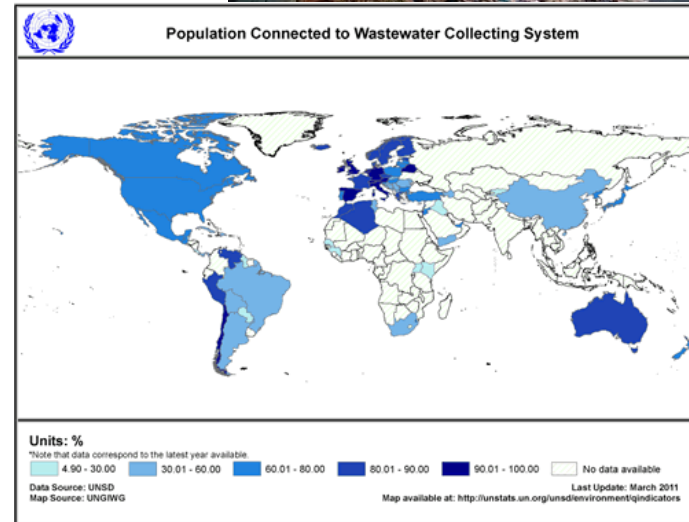 Population Connected to Wastewater Collecting System
Units: %
*Note that data correspond to the latest year available.
4.90 - 30.00 30.01 - 60.00 60.01 - 80.00 80.01 - 90.00 90.01 - 100.00 No data available
Data Source: UNSD Last Update: March 2011
Map Source: UNGIWG Map available at: http://unstats.un.org/unsd/environment/qindicators